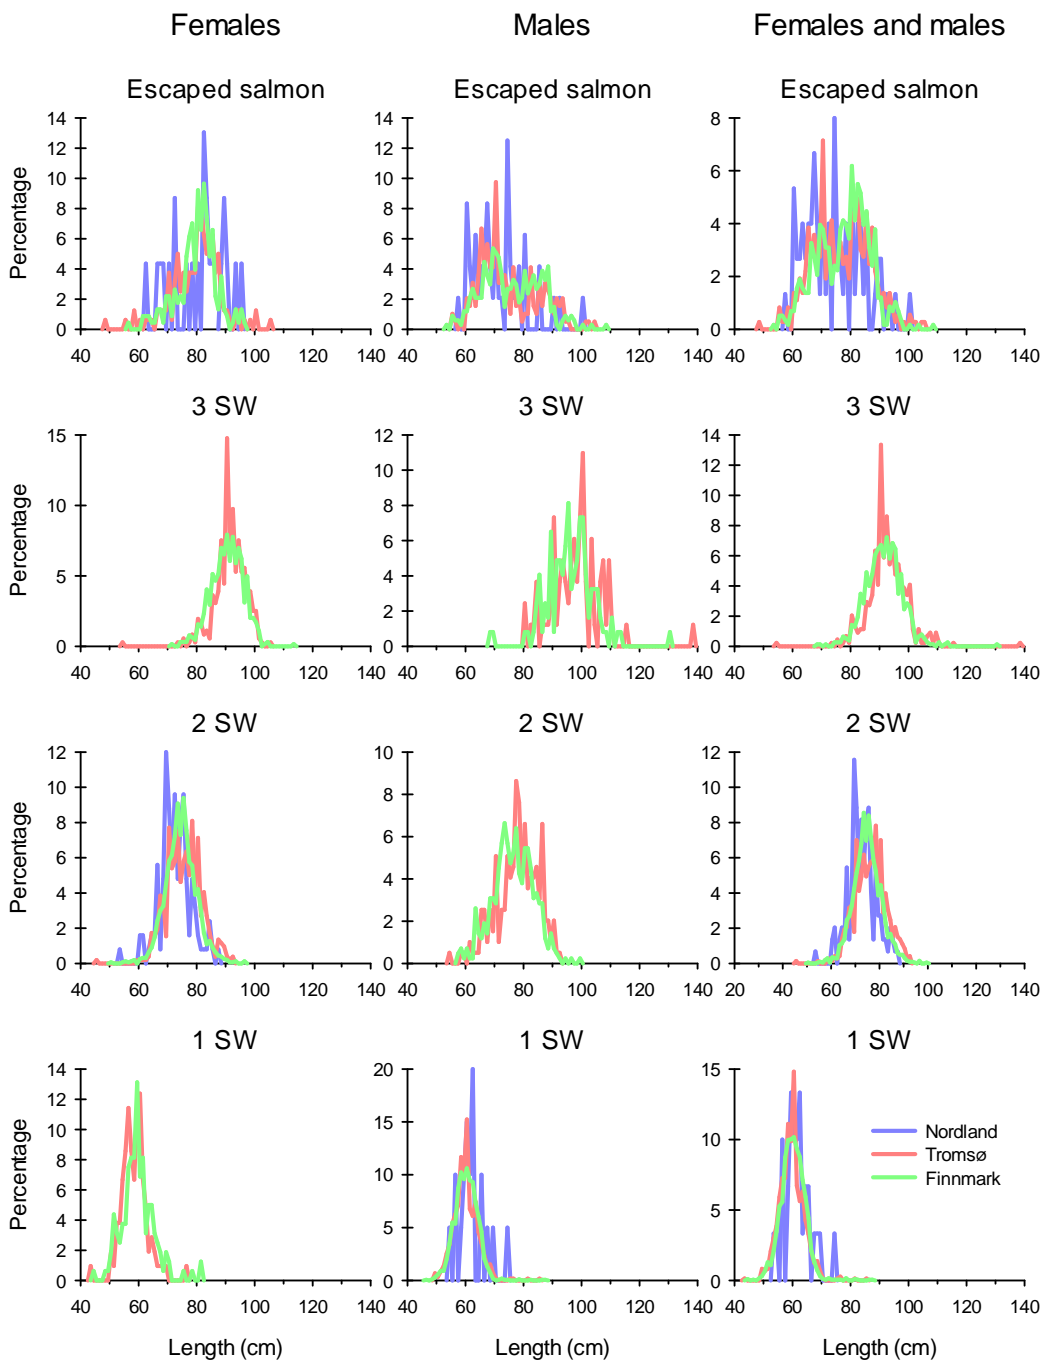 Females Males Females and males
Escaped salmon Escaped salmon Escaped salmon
14 14 8
12 12
10 10 6
8 8
Percentage
6 6 4
4 4 2
2 2
0 0 0
40 60 80 100 120 140 40 60 80 100 120 140 40 60 80 100 120 140
3 SW 3 SW 3 SW
15 12 14
10 12
10 8 10
Percentage
8
6 6
5 4 4
2 2
0 0 0
40 60 80 100 120 140 40 60 80 100 120 140 40 60 80 100 120 140
2 SW 2 SW 2 SW
12 10 12
10 8 10
8 8
Percentage
6 6 6
4 4 4
2 2 2
0 0 0
40 60 80 100 120 140 40 60 80 100 120 140 20 40 60 80 100 120 140
1 SW 1 SW 1 SW
14 20 15
12
10 15 10
8
Percentage
6 10
4 5 5
2
0 0 0
Nordland
Tromsø
Finnmark
40 60 80 100 120 140 40 60 80 100 120 140 40 60 80 100 120 140
Length (cm) Length (cm) Length (cm)